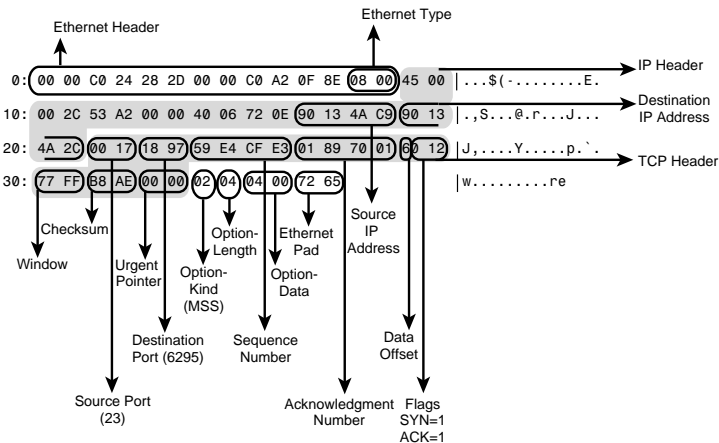 Ethernet Type
Ethernet Header
IP Header
0: 00 00 C0 24 28 2D 00 00 C0 A2 0F 8E 08 00 45 00 |...$(-........E.
Destination
IP Address
10: 00 2C 53 A2 00 00 40 06 72 0E 90 13 4A C9 90 13 |.,S...@.r...J...
20: 4A 2C 00 17 18 97 59 E4 CF E3 01 89 70 01 60 12 |J,....Y.....p.`.
TCP Header
30: 77 FF B8 AE 00 00 02 04 04 00 72 65 |w.........re
Window
Checksum
Urgent
Pointer
Option-
Kind
(MSS)
Option-
Length
Option-
Data
Ethernet
Pad
Source
IP
Address
Destination
Port (6295)
Sequence
Number
Data
Offset
Source Port
(23)
Acknowledgment
Number
Flags
SYN=1
ACK=1